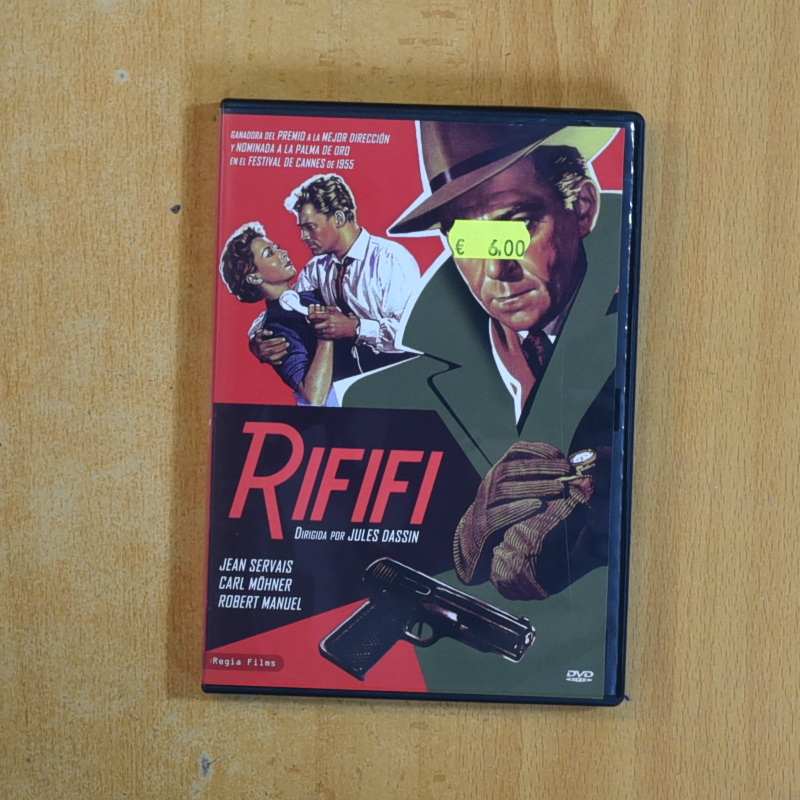 GANADORA DEL PREMIO A LA MEJOR DIRECCIÓN
Y NOMINADA A LA PALMA DE ORO
EN EL FESTIVAL DE CANNES DE 1955
€ 6,00
RIFIFI
DIRIGIDA POR JULES DASSIN
JEAN SERVAIS
CARL MÖHNER
ROBERT MANUEL
Regia Films
DVD